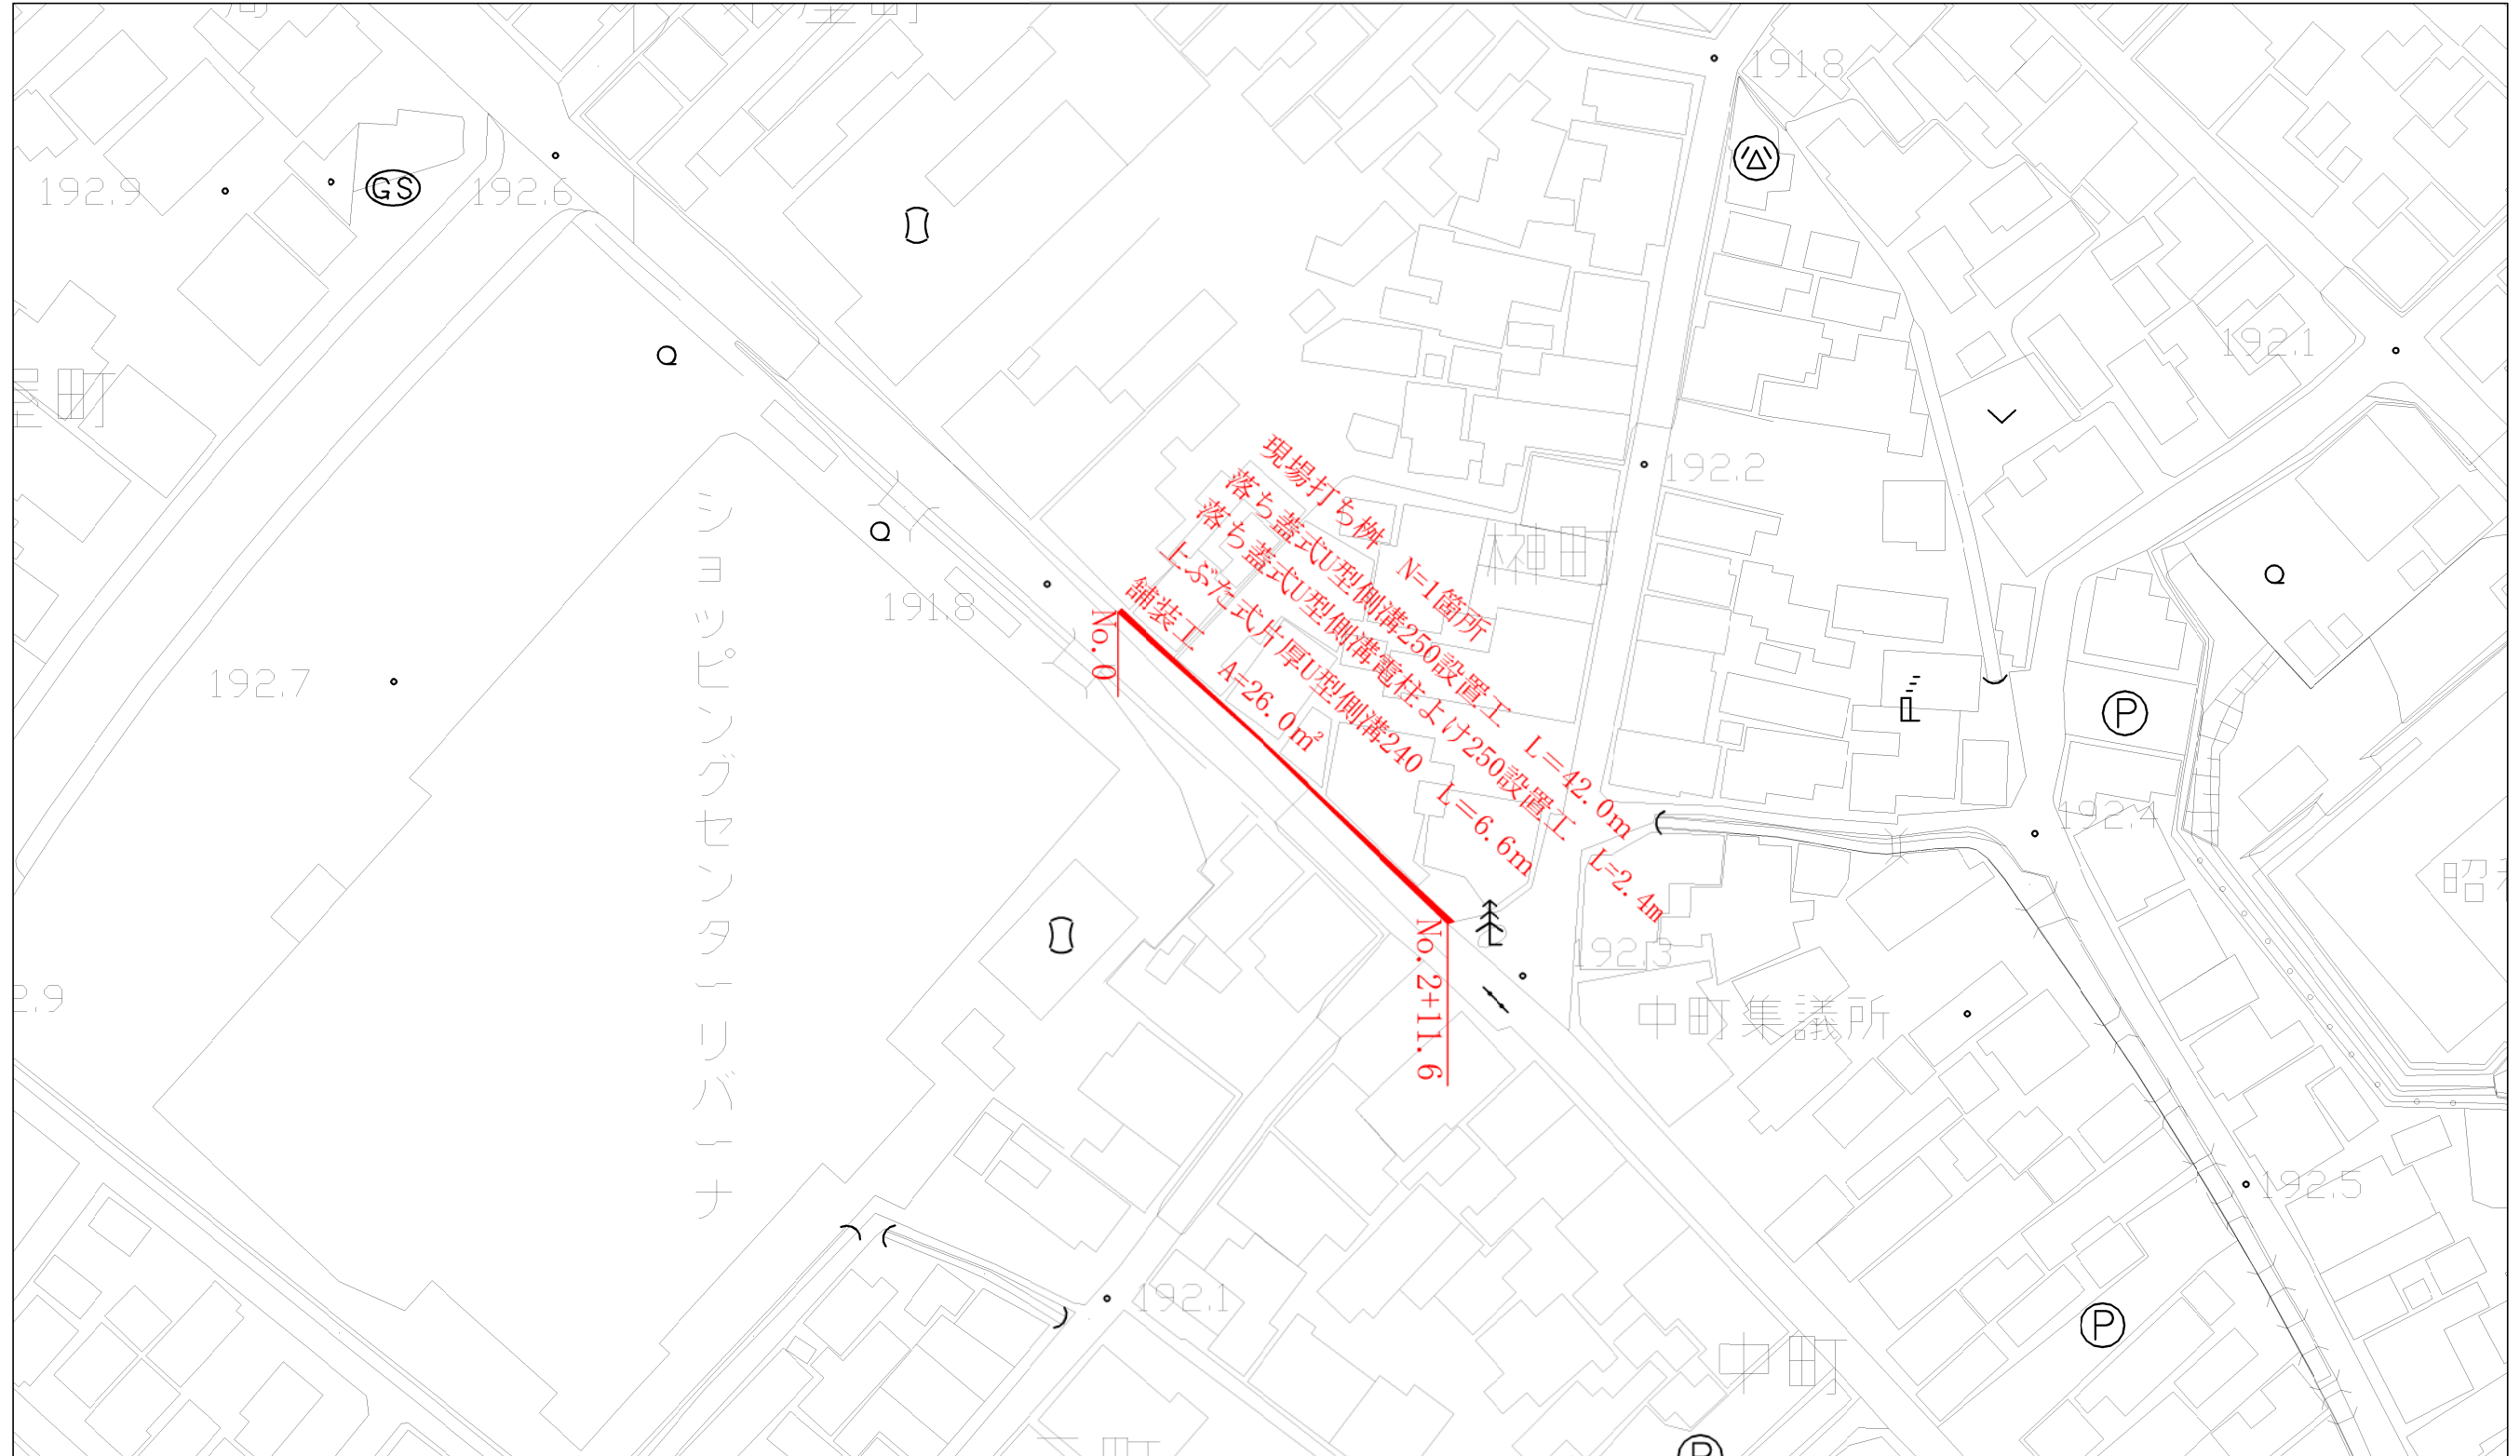 191.8
192.9
GS
192.6
192.1
192.2
現場打ち桝 N=1箇所
落ち蓋式U型側溝250設置工 L=42.0m
落ち蓋式U型側溝電柱よけ250設置工 L=2.4m
上ぶた式片厚U型側溝240 L=6.6m
舗装工 A=26.0m²
No.0
No.2+11.6
191.8
192.7
ショッピングセンターリバーナ
P
192.4
192.3
中町集議所
192.5
192.1
中町
P
P